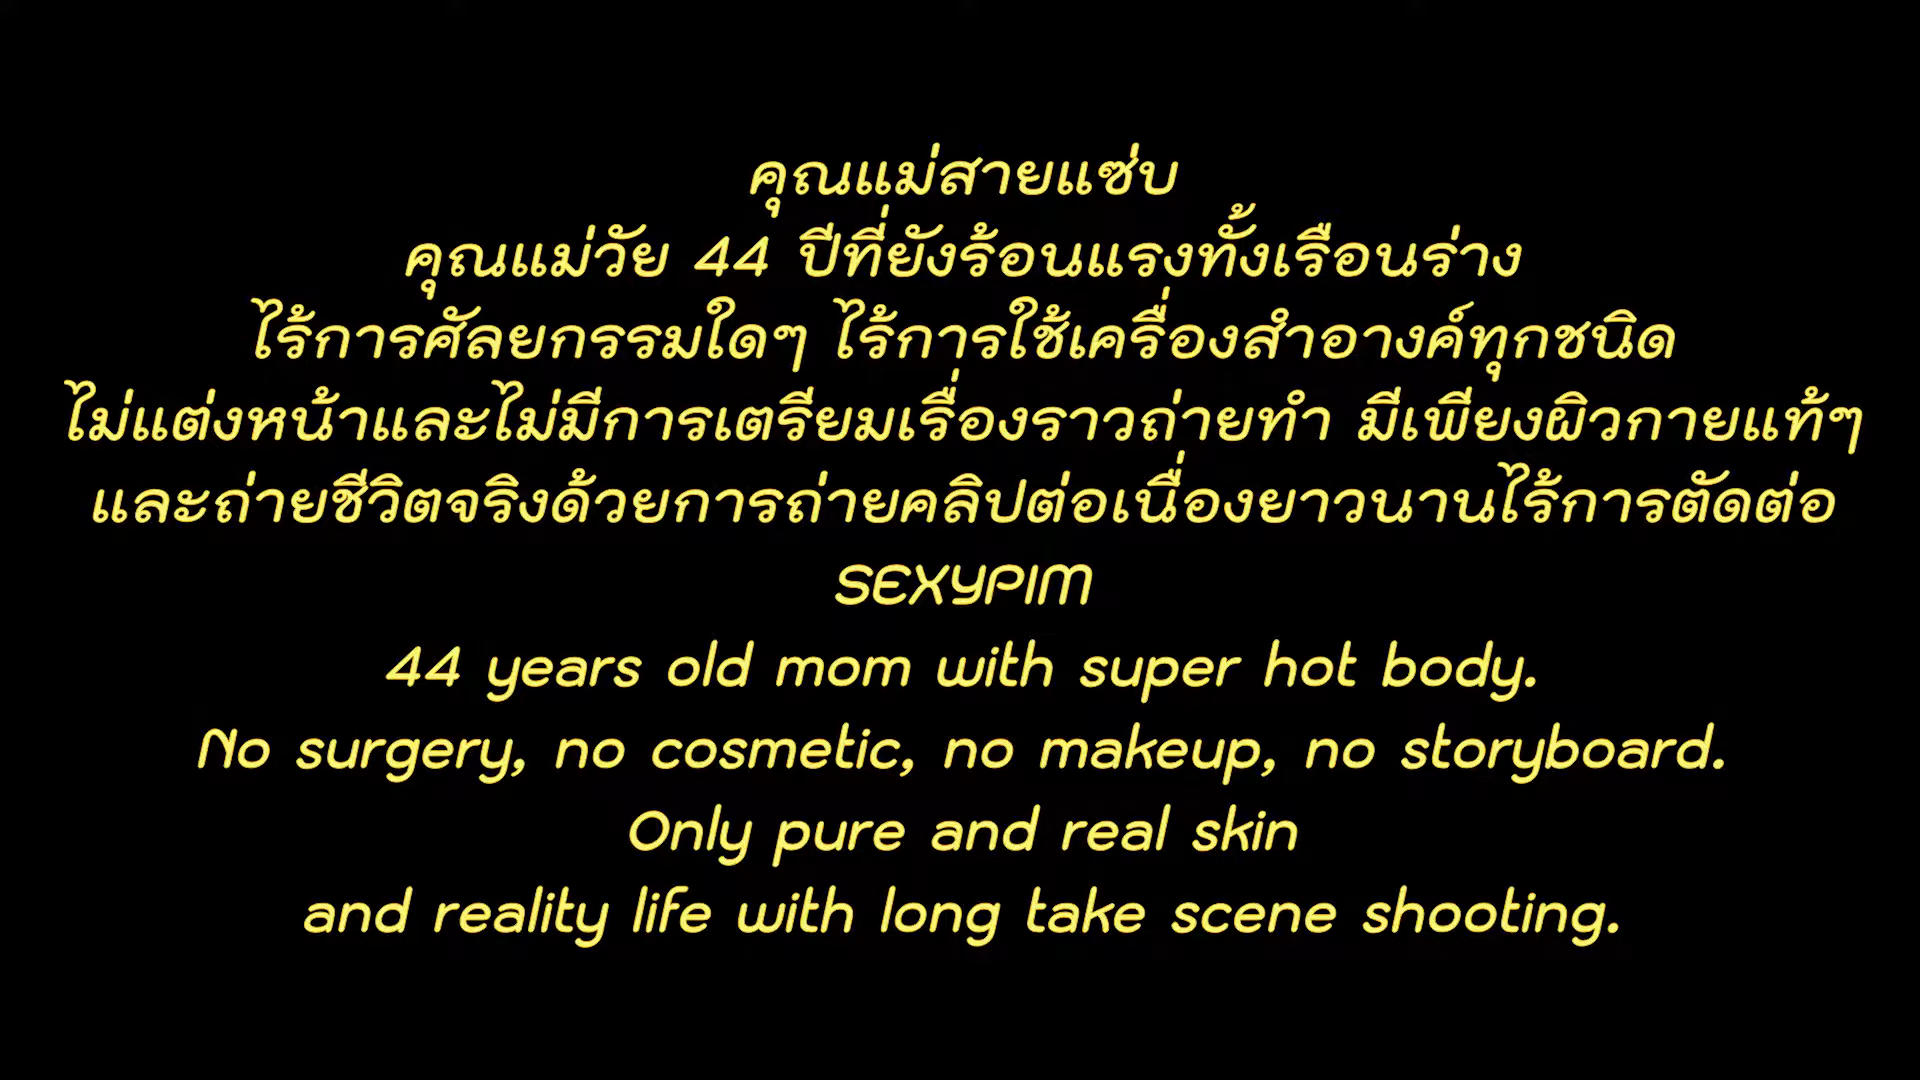 คุณแม่สายแซ่บ
คุณแม่วัย 44 ปีที่ยังร้อนแรงทั้งเรือนร่าง
ไร้การศัลยกรรมใดๆ ไร้การใช้เครื่องสำอางค์ทุกชนิด
ไม่แต่งหน้าและไม่มีการเตรียมเรื่องราวถ่ายทำ มีเพียงผิวกายแท้ๆ
และถ่ายชีวิตจริงด้วยการถ่ายคลิปต่อเนื่องยาวนานไร้การตัดต่อ
SEXYPIM
44 years old mom with super hot body.
No surgery, no cosmetic, no makeup, no storyboard.
Only pure and real skin
and reality life with long take scene shooting.